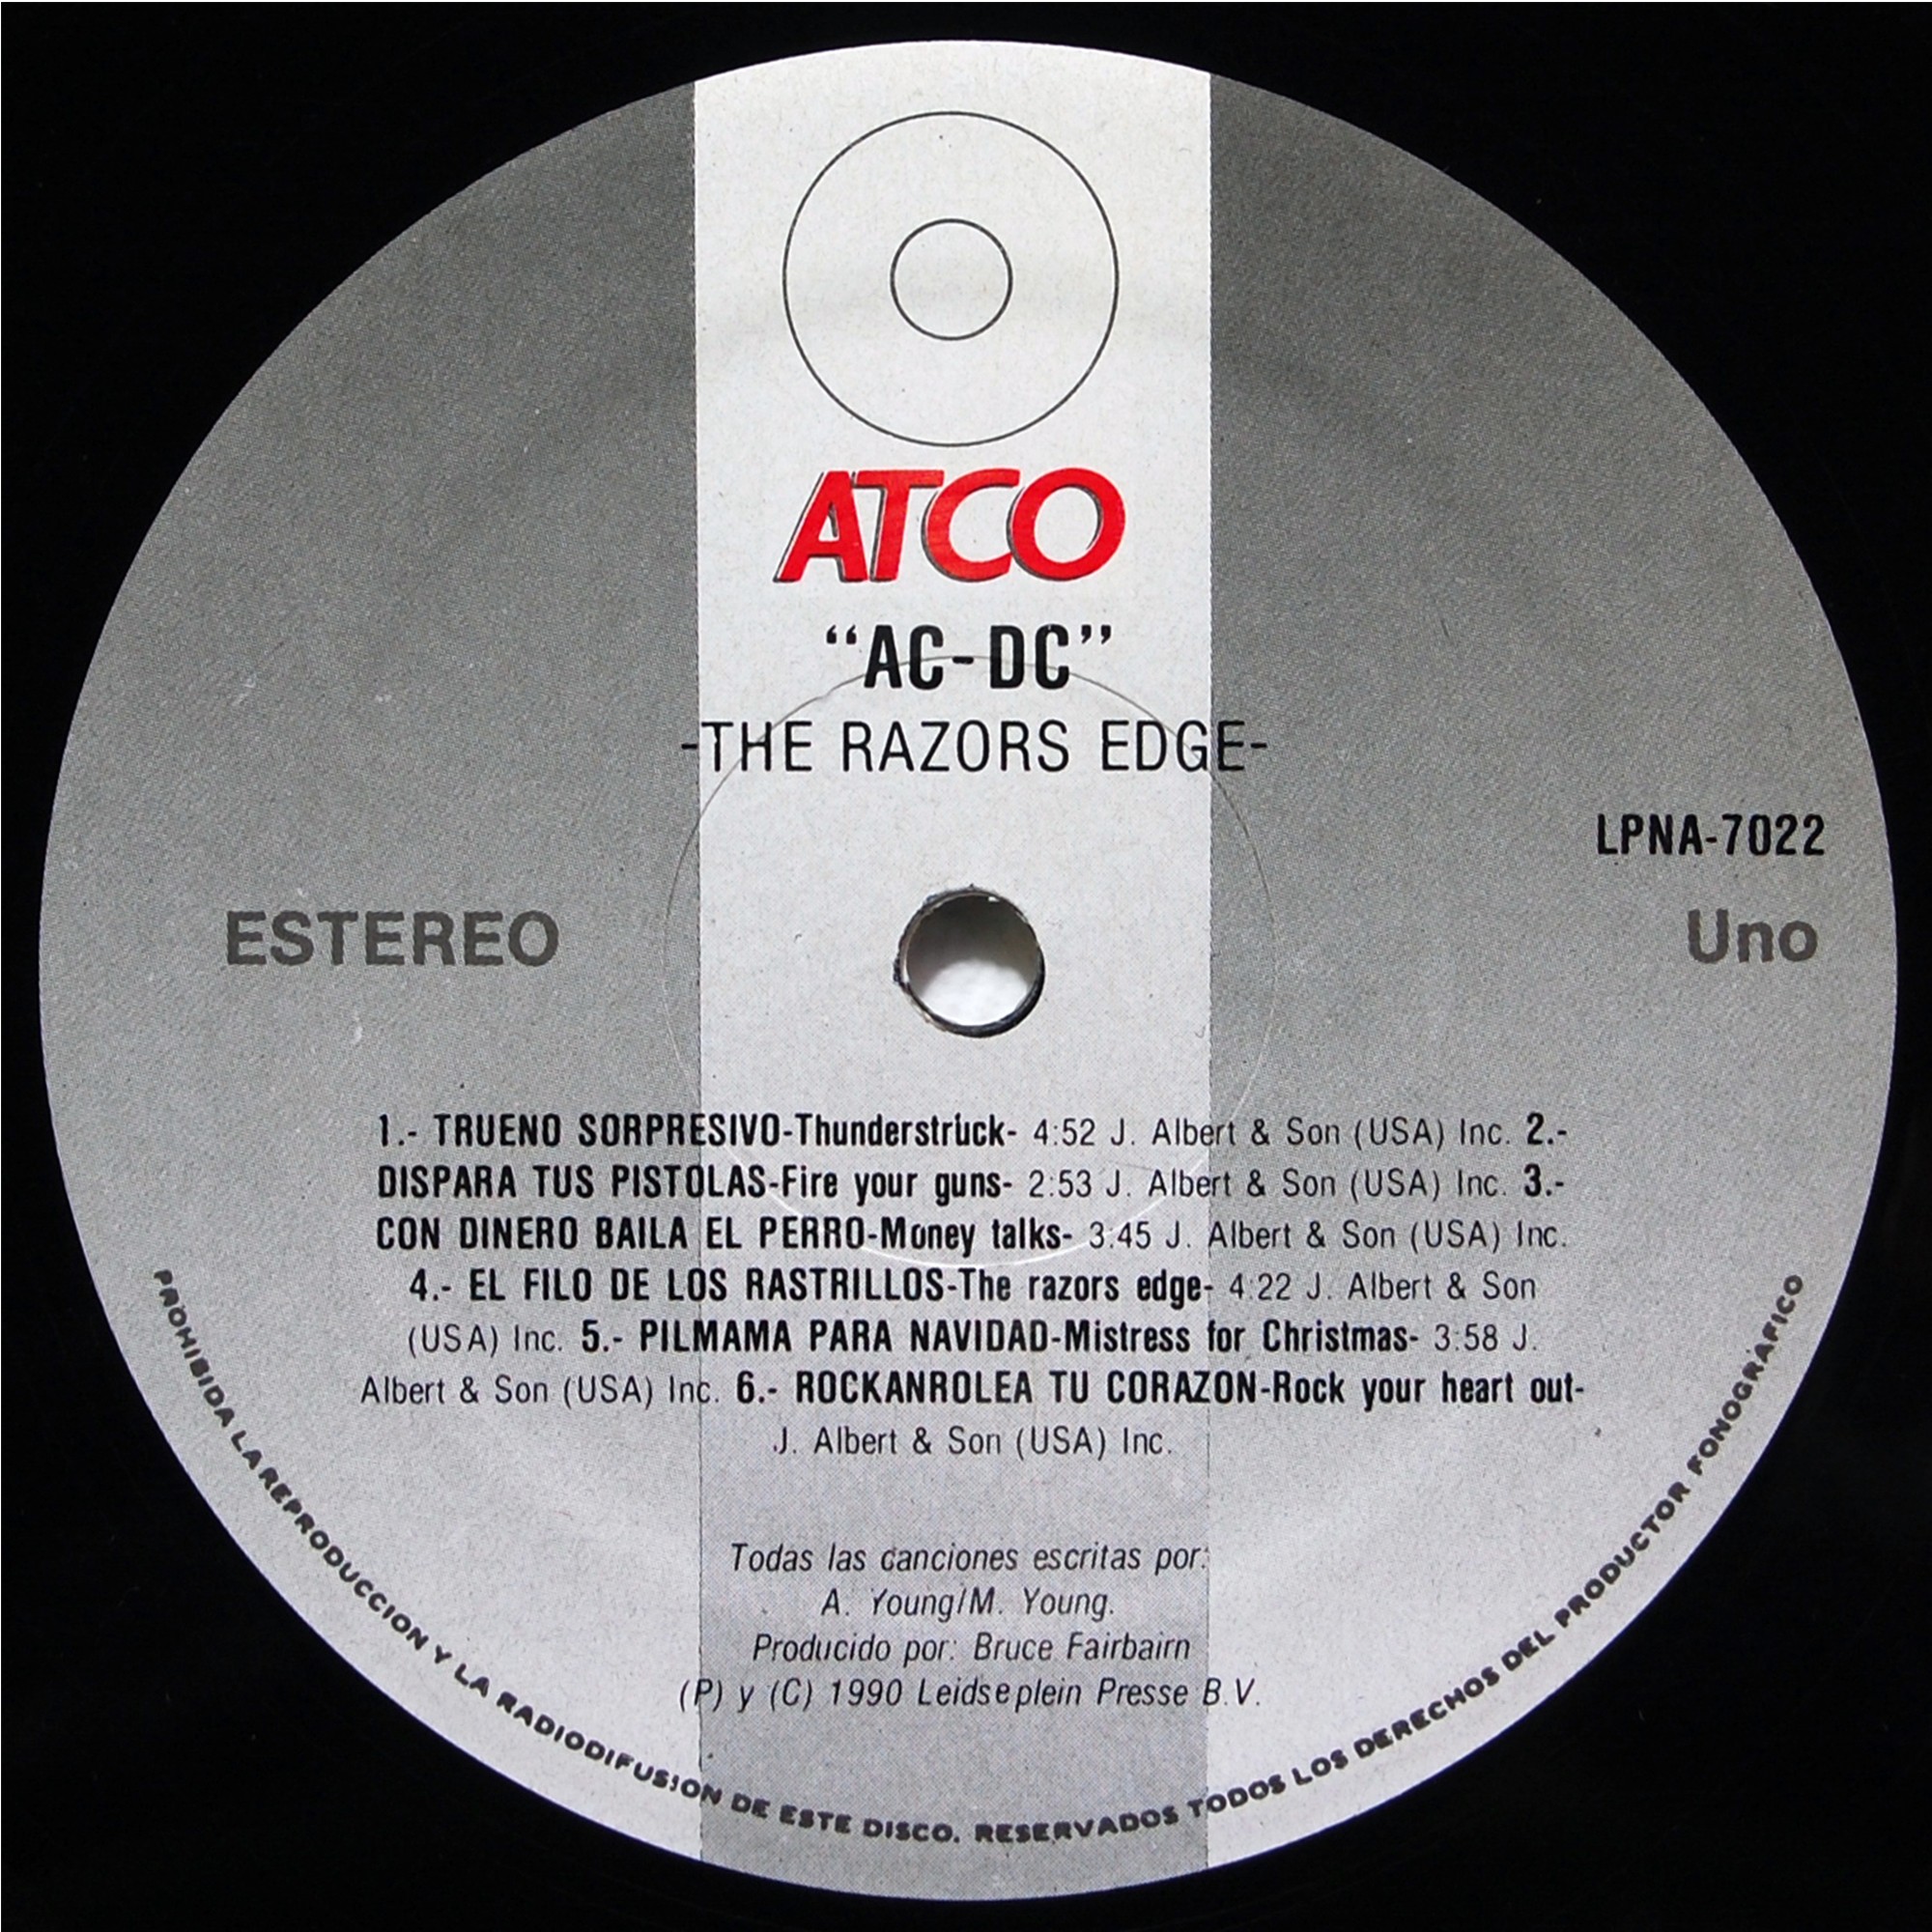 ATCO
“AC-DC”
-THE RAZORS EDGE-
LPNA-7022
ESTEREO
Uno
1.- TRUENO SORPRESIVO-Thunderstruck- 4:52 J. Albert & Son (USA) Inc. 2.-
DISPARA TUS PISTOLAS-Fire your guns- 2:53 J. Albert & Son (USA) Inc. 3.-
CON DINERO BAILA EL PERRO-Money talks- 3:45 J. Albert & Son (USA) Inc.
4.- EL FILO DE LOS RASTRILLOS-The razors edge- 4:22 J. Albert & Son
(USA) Inc. 5.- PILMAMA PARA NAVIDAD-Mistress for Christmas- 3:58 J.
Albert & Son (USA) Inc. 6.- ROCKANROLEA TU CORAZON-Rock your heart out-
J. Albert & Son (USA) Inc.
Todas las canciones escritas por:
A. Young/M. Young.
Producido por: Bruce Fairbairn
(P) y (C) 1990 Leidseplein Presse B.V.
PROHIBIDA LA REPRODUCCION Y LA RADIODIFUSION DE ESTE DISCO. RESERVADOS TODOS LOS DERECHOS DEL PRODUCTOR FONOGRAFICO